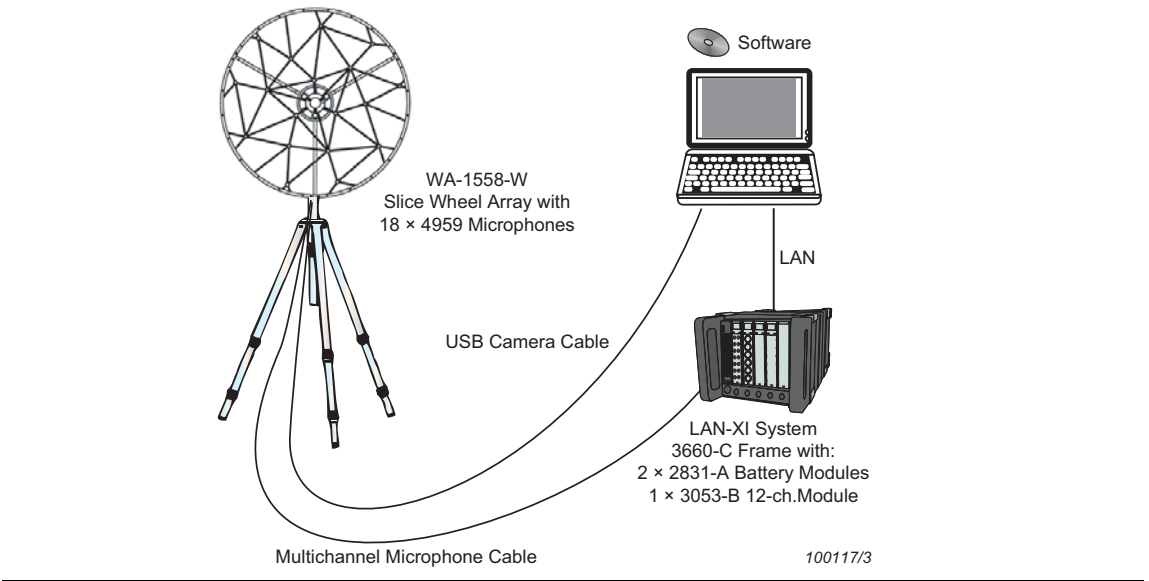 Software
WA-1558-W
Slice Wheel Array with
18 × 4959 Microphones
LAN
USB Camera Cable
LAN-XI System
3660-C Frame with:
2 × 2831-A Battery Modules
1 × 3053-B 12-ch.Module
Multichannel Microphone Cable
100117/3